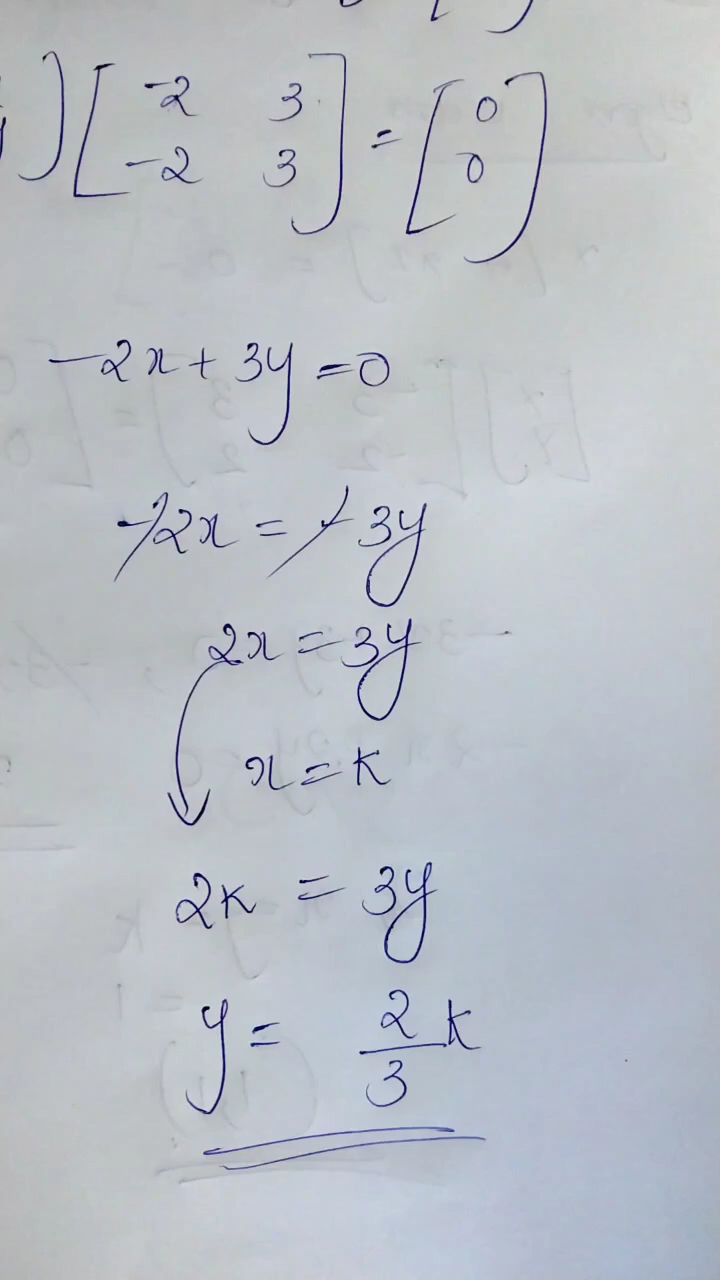 ) [ -2 3 ] = [ 0 ]
[ -2 3 ] [ 0 ]
-2x + 3y = 0
-2x = -3y
2x = 3y
x = k
2k = 3y
y = 2/3 k